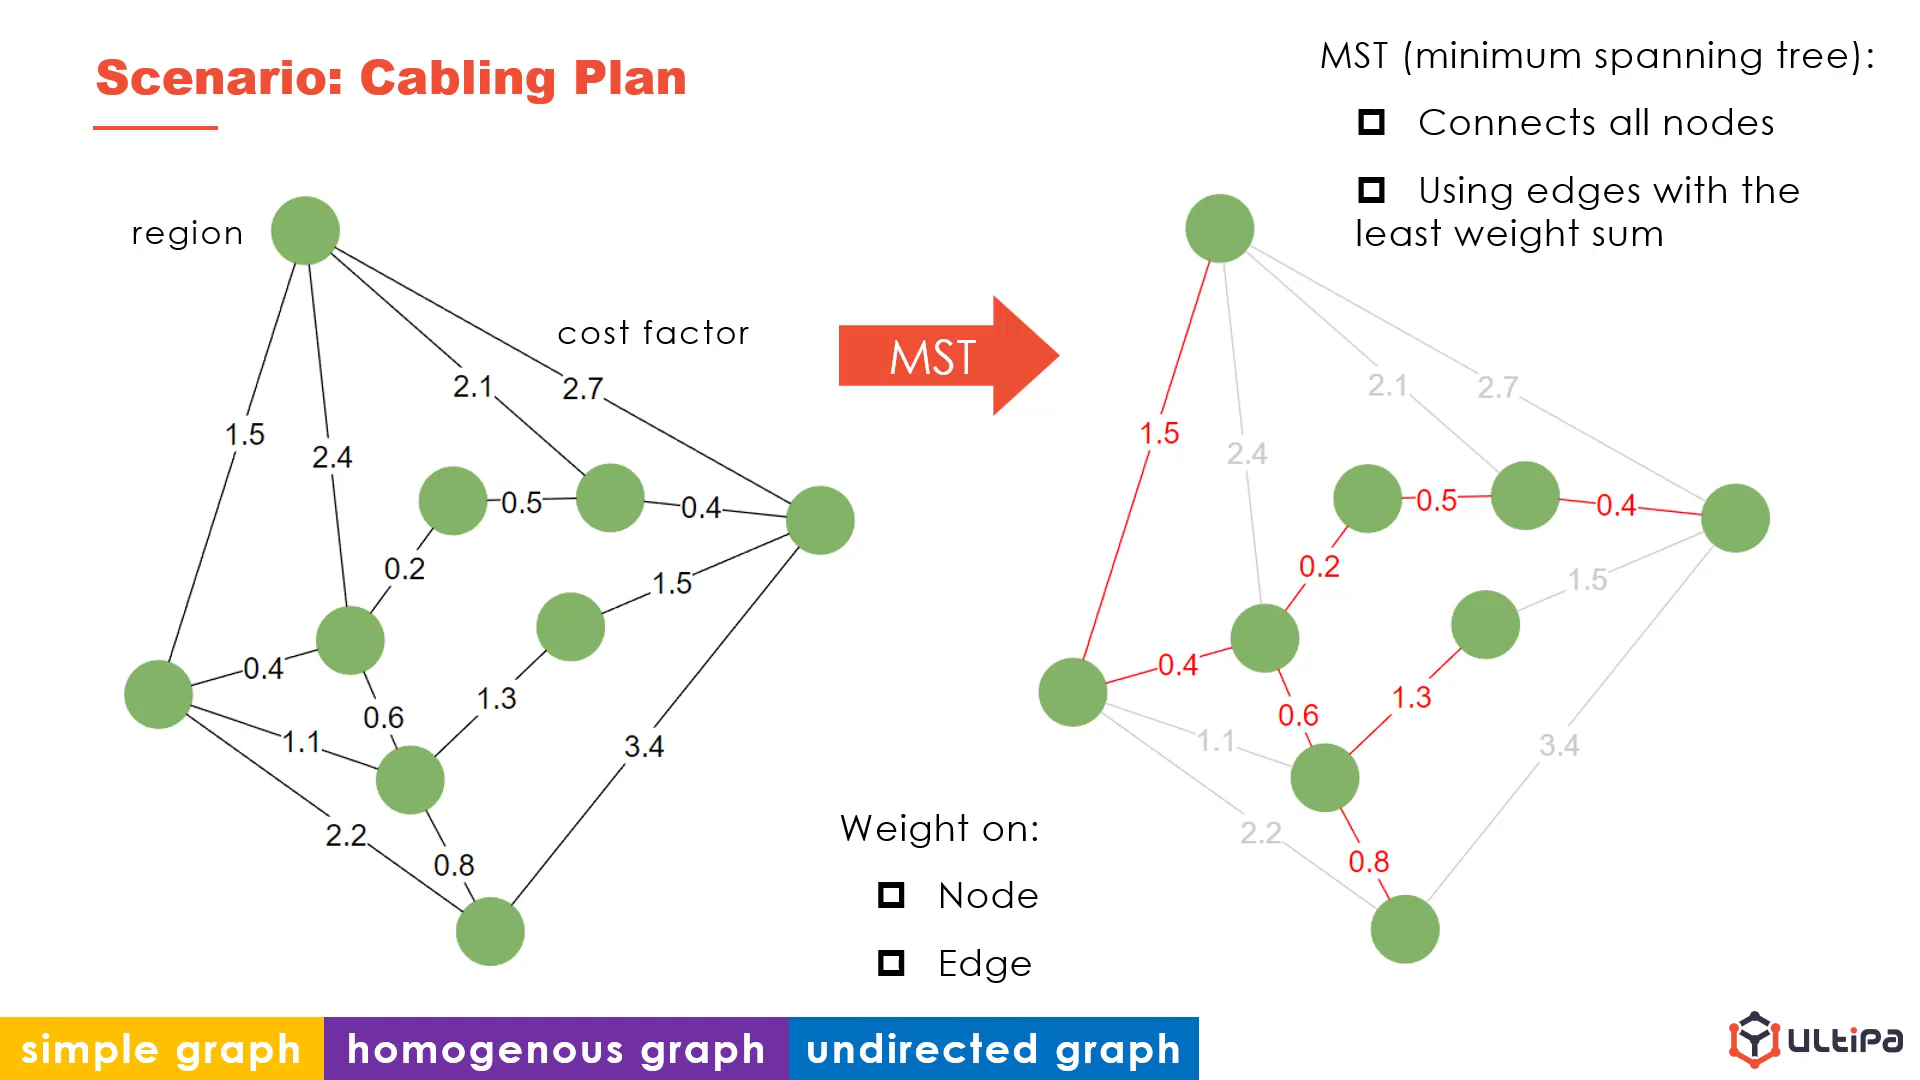 Scenario: Cabling Plan
MST (minimum spanning tree):
Connects all nodes
Using edges with the
least weight sum
region
cost factor
2.1
2.7
1.5
2.4
0.5
0.4
0.2
1.5
0.4
0.6
1.3
1.1
3.4
2.2
0.8
MST
2.1
2.7
1.5
2.4
0.5
0.4
0.2
1.5
0.4
0.6
1.3
1.1
3.4
2.2
0.8
Weight on:
Node
Edge
simple graph
homogenous graph
undirected graph
ULTIPA